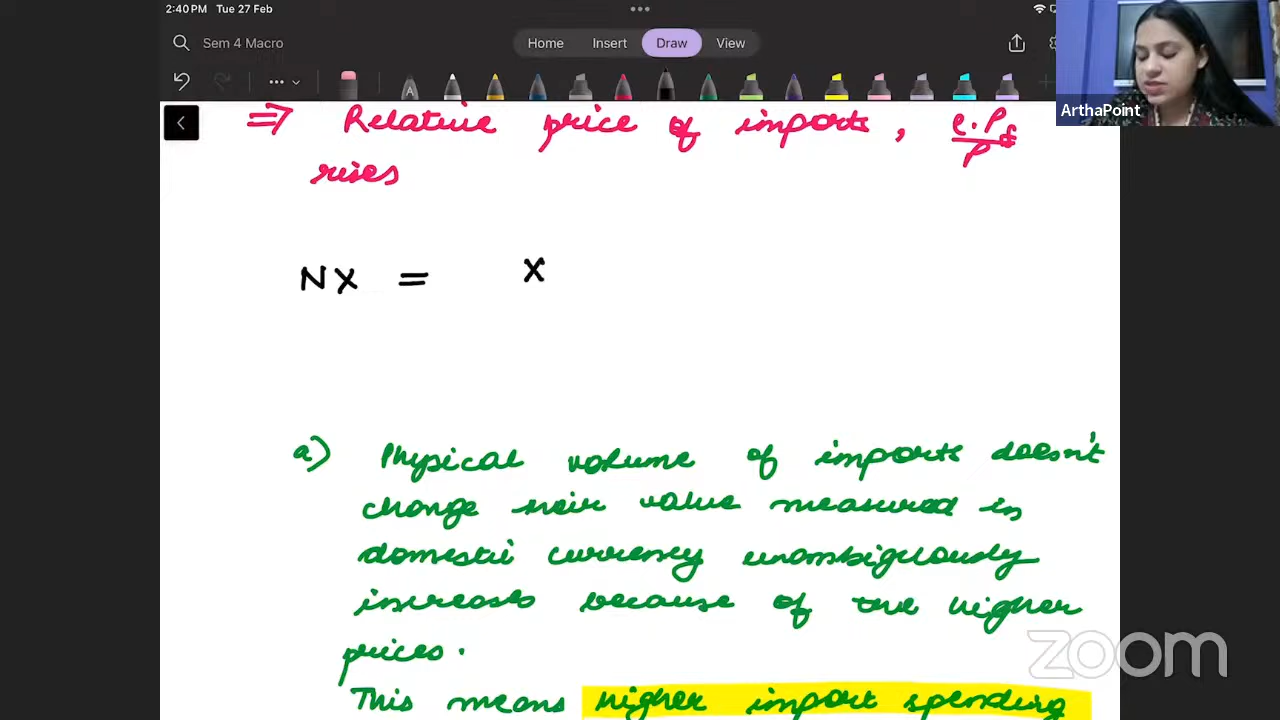 2:40 PM Tue 27 Feb
Sem 4 Macro
Home Insert Draw View
A
ArthaPoint
⇒ Relative price of imports, e.Pf/P
rises
NX = X
a) Physical volume of imports doesn't
change their value measured in
domestic currency unambiguously
increases because of the higher
prices.
This means higher import spending
zoom